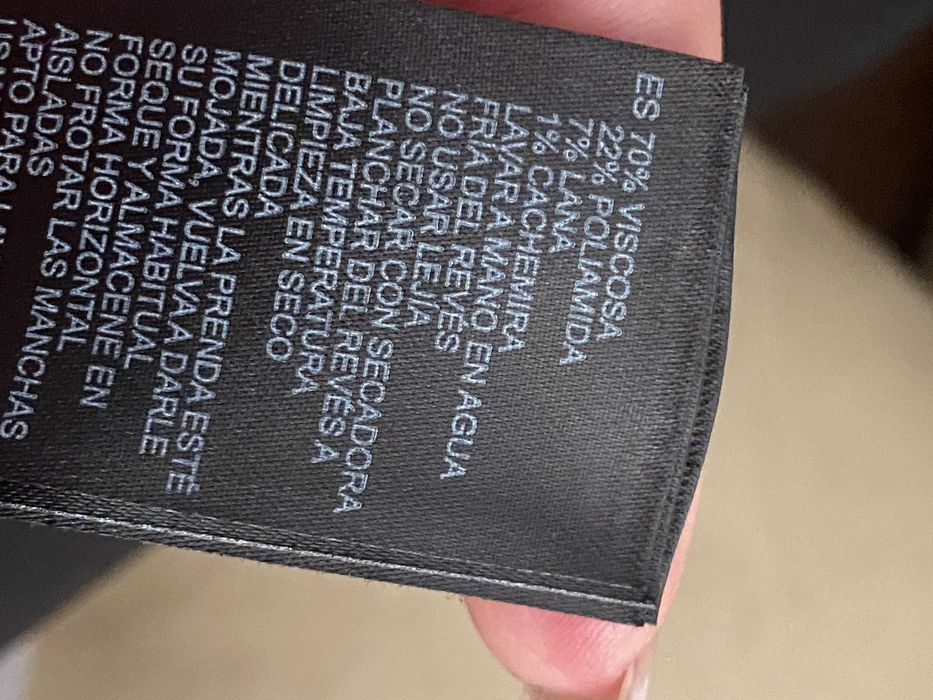 ES 70% VISCOSA
22% POLIAMIDA
7% LANA
1% CACHEMIRA
LAVAR A MANO EN AGUA
FRÍA DEL REVÉS
NO USAR LEJÍA
NO SECAR CON SECADORA
PLANCHAR DEL REVÉS A
BAJA TEMPERATURA
LIMPIEZA EN SECO
DELICADA
MIENTRAS LA PRENDA ESTÉ
MOJADA, VUELVA A DARLE
SU FORMA HABITUAL
SEQUE Y ALMACENE EN
FORMA HORIZONTAL
NO FROTAR LAS MANCHAS
AISLADAS
APTO PARA